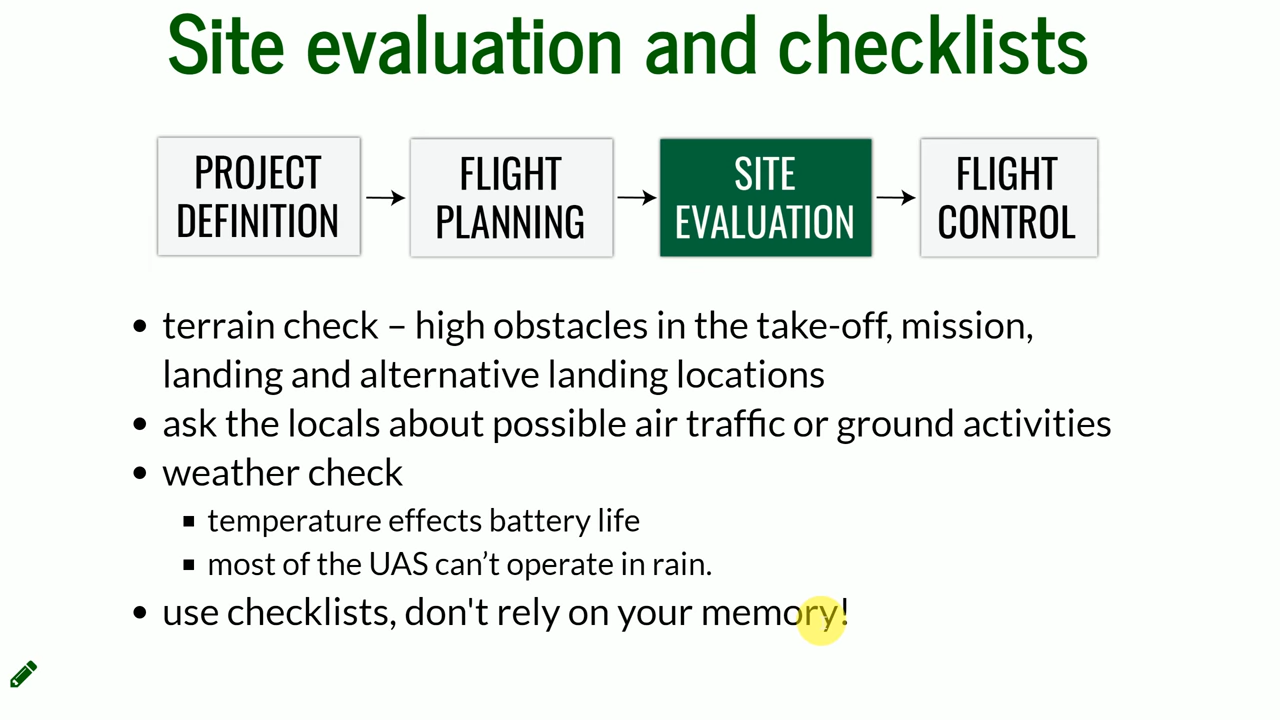 Site evaluation and checklists
PROJECT
DEFINITION
FLIGHT
PLANNING
SITE
EVALUATION
FLIGHT
CONTROL
terrain check – high obstacles in the take-off, mission,
landing and alternative landing locations
ask the locals about possible air traffic or ground activities
weather check
temperature effects battery life
most of the UAS can’t operate in rain.
use checklists, don't rely on your memory!